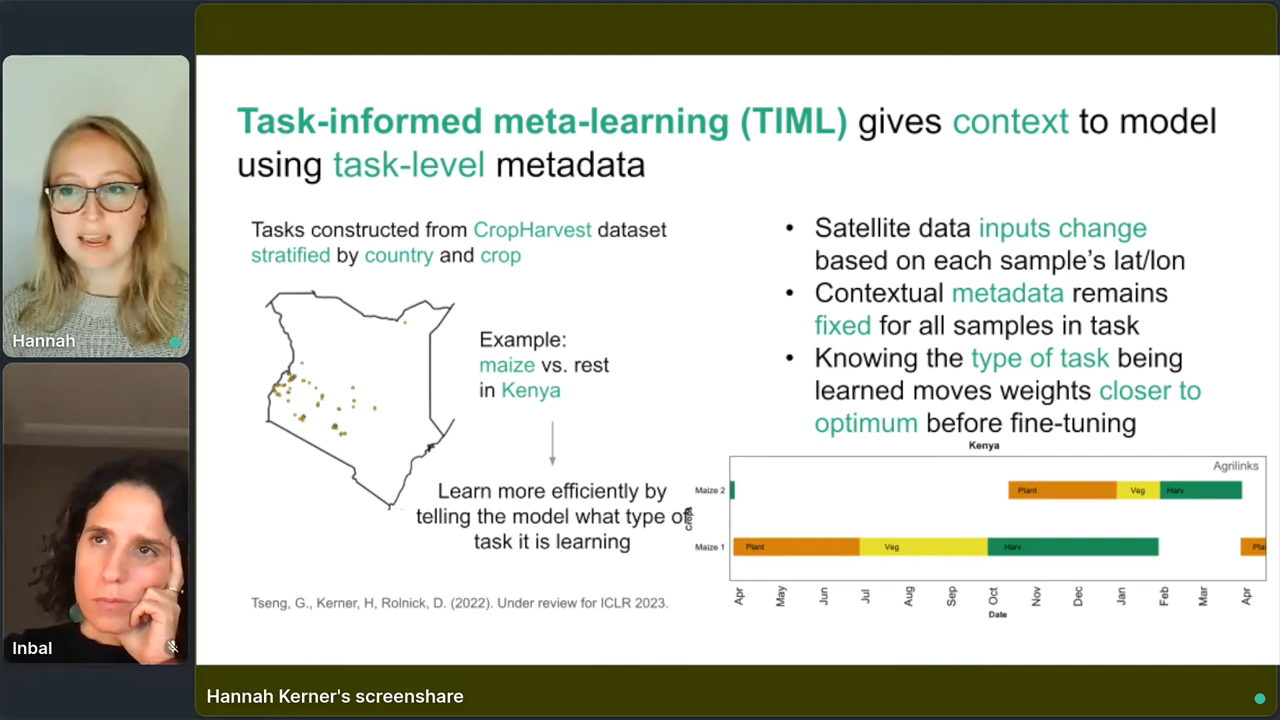 Task-informed meta-learning (TIML) gives context to model
using task-level metadata
Tasks constructed from CropHarvest dataset
stratified by country and crop
Example:
maize vs. rest
in Kenya
Learn more efficiently by
telling the model what type of
task it is learning
Tseng, G., Kerner, H, Rolnick, D. (2022). Under review for ICLR 2023.
• Satellite data inputs change
based on each sample's lat/lon
• Contextual metadata remains
fixed for all samples in task
• Knowing the type of task being
learned moves weights closer to
optimum before fine-tuning
Kenya
Agrilinks
Crops
Maize 2
Plant
Veg
Harv
Maize 1
Plant
Veg
Harv
Pla
Apr
May
Jun
Jul
Aug
Sep
Oct
Nov
Dec
Jan
Feb
Mar
Apr
Date
Hannah
Inbal
Hannah Kerner's screenshare